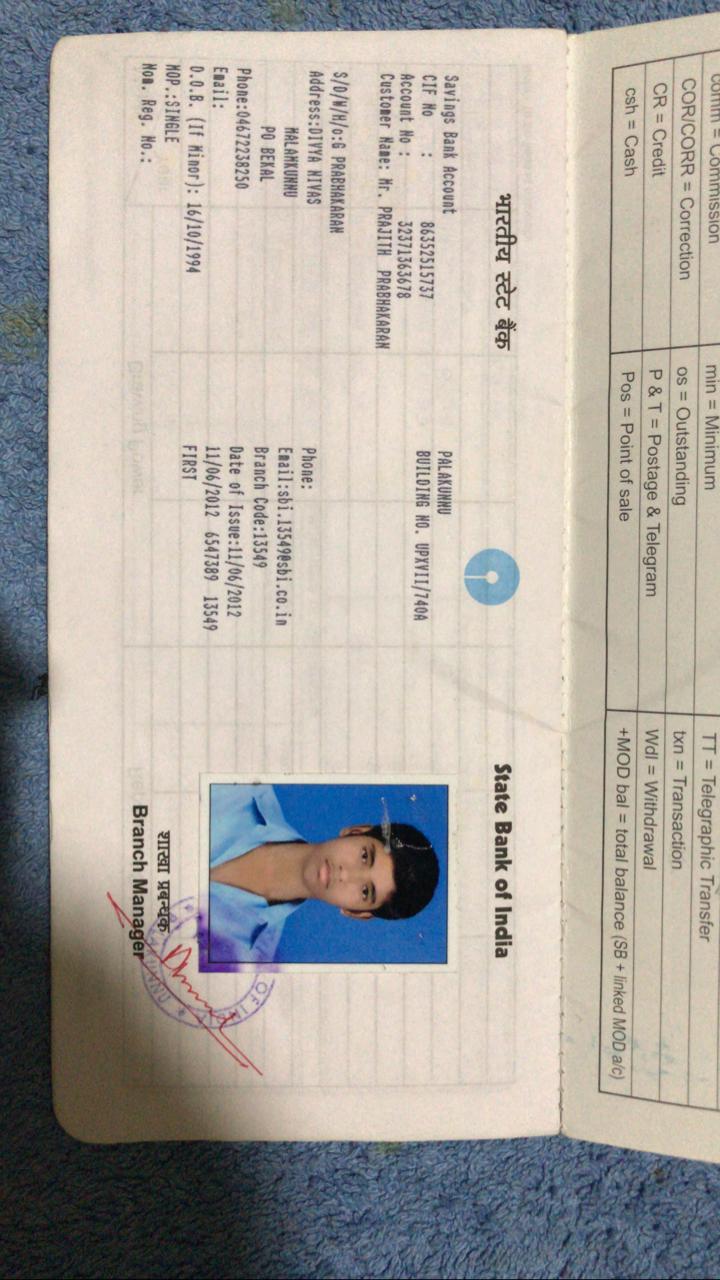 भारतीय स्टेट बैंक
State Bank of India
Savings Bank Account
CIF No : 86352515737
Account No : 32371363678
Customer Name: Mr. PRAJITH PRABHAKARAN
S/D/W/H/o:G PRABHAKARAN
Address:DIVYA NIVAS
MALAMKUNNU
PO BEKAL
Phone:04672238250
Email:
D.O.B. (If Minor): 16/10/1994
MOP.:SINGLE
Nom. Reg. No.:
PALAKUNNU
BUILDING NO. UPXVII/740A
Phone:
Email:sbi.13549@sbi.co.in
Branch Code:13549
Date of Issue:11/06/2012
11/06/2012 6547389 13549
FIRST
शाखा प्रबन्धक
Branch Manager
comm = Commission
COR/CORR = Correction
CR = Credit
csh = Cash
min = Minimum
os = Outstanding
P & T = Postage & Telegram
Pos = Point of sale
TT = Telegraphic Transfer
txn = Transaction
Wdl = Withdrawal
+MOD bal = total balance (SB + linked MOD a/c)